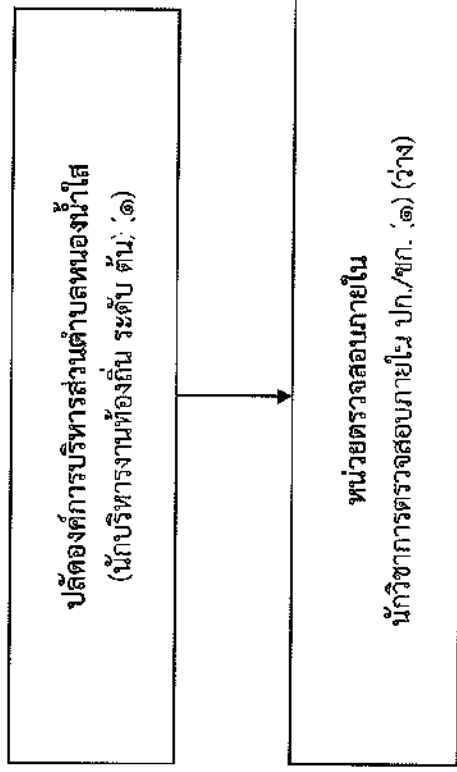 ปลัดองค์การบริหารส่วนตำบลหนองน้ำใส
(นักบริหารงานท้องถิ่น ระดับ ต้น) (๑)
หน่วยตรวจสอบภายใน
นักวิชาการตรวจสอบภายใน ปก./ชก. (๑) (ว่าง)